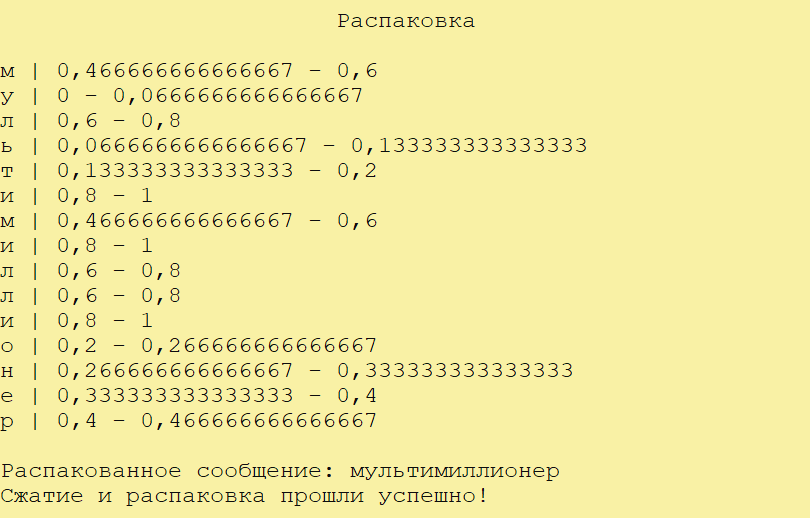 Распаковка
м | 0,466666666666667 – 0,6
у | 0 – 0,0666666666666667
л | 0,6 – 0,8
ь | 0,0666666666666667 – 0,133333333333333
т | 0,133333333333333 – 0,2
и | 0,8 – 1
м | 0,466666666666667 – 0,6
и | 0,8 – 1
л | 0,6 – 0,8
л | 0,6 – 0,8
и | 0,8 – 1
о | 0,2 – 0,266666666666667
н | 0,266666666666667 – 0,333333333333333
е | 0,333333333333333 – 0,4
р | 0,4 – 0,466666666666667
Распакованное сообщение: мультимиллионер
Сжатие и распаковка прошли успешно!